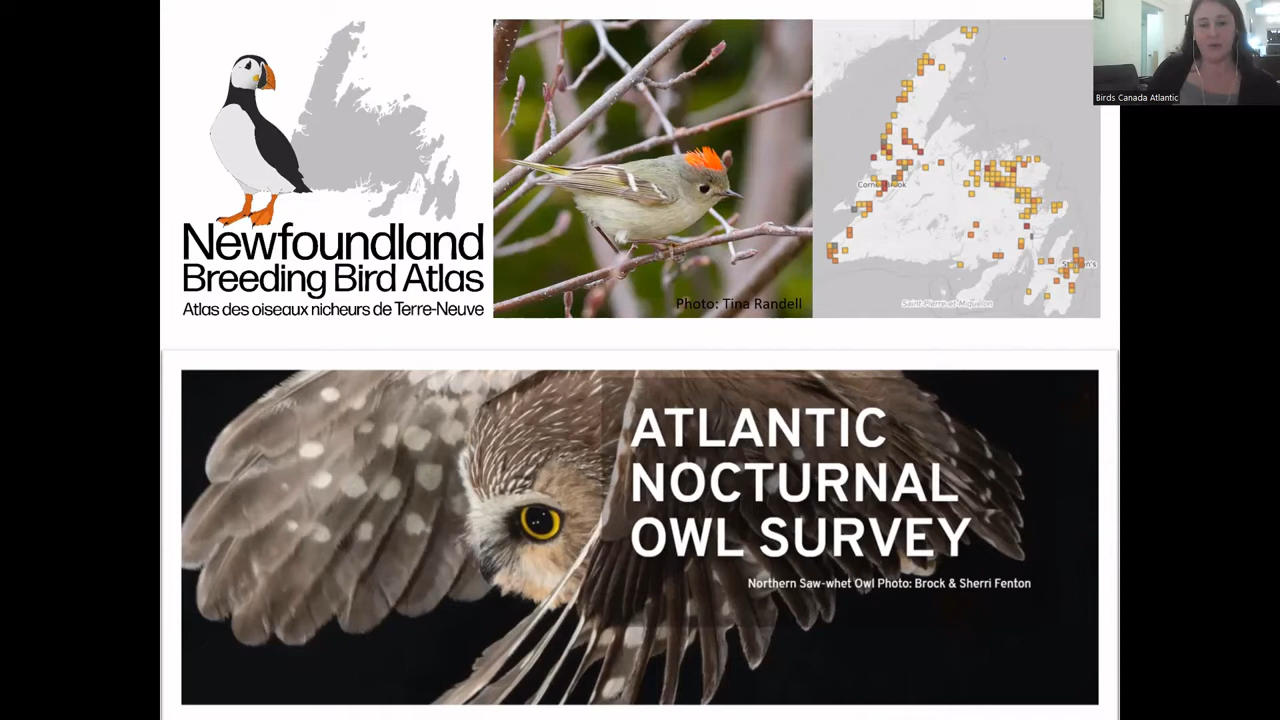 Newfoundland
Breeding Bird Atlas
Atlas des oiseaux nicheurs de Terre-Neuve
Photo: Tina Randell
Saint-Pierre-et-Miquelon
Birds Canada Atlantic
ATLANTIC
NOCTURNAL
OWL SURVEY
Northern Saw-whet Owl Photo: Brock & Sherri Fenton